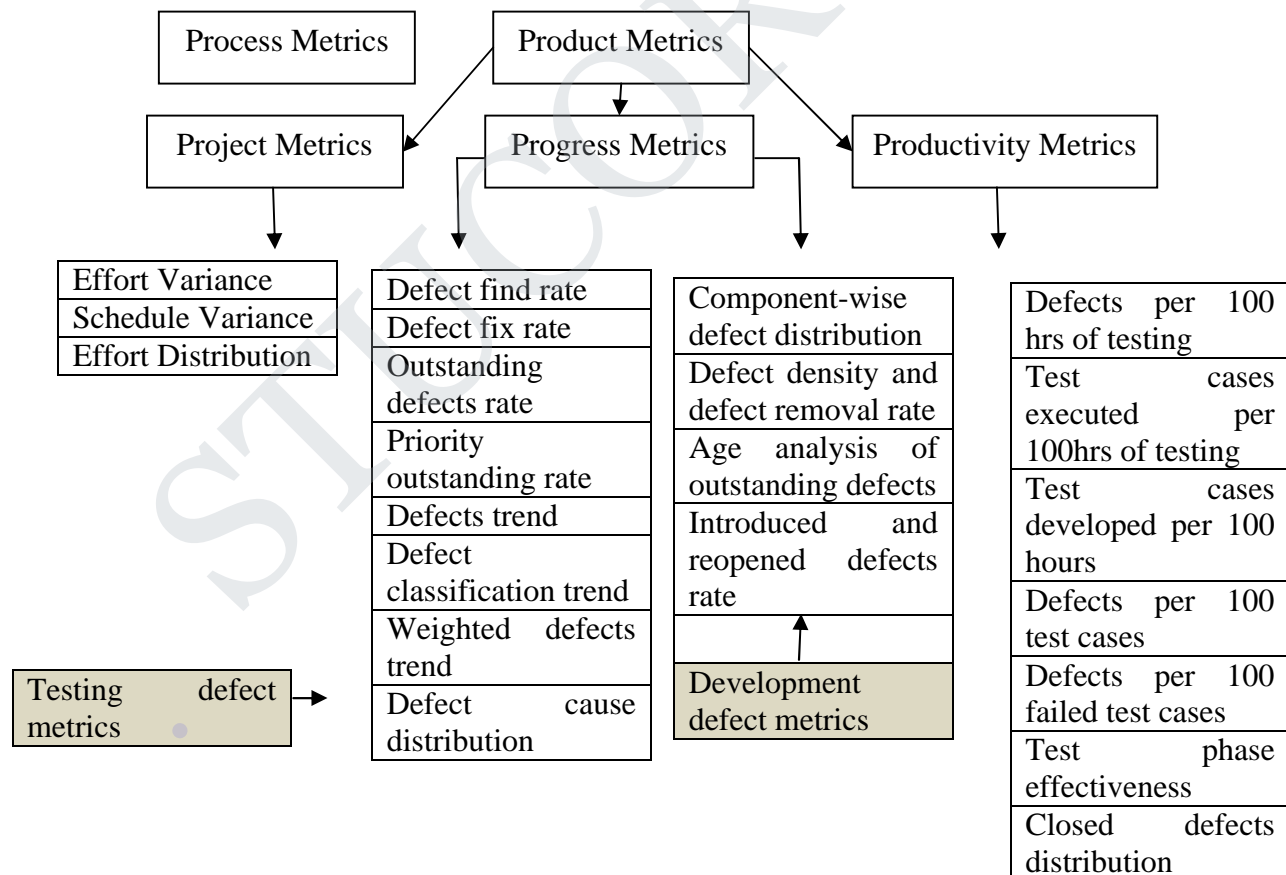 Process Metrics
Product Metrics
Project Metrics
Progress Metrics
Productivity Metrics
Effort Variance
Schedule Variance
Effort Distribution
Defect find rate
Defect fix rate
Outstanding
defects rate
Priority
outstanding rate
Defects trend
Defect
classification trend
Weighted defects
trend
Defect cause
distribution
Component-wise
defect distribution
Defect density and
defect removal rate
Age analysis of
outstanding defects
Introduced and
reopened defects
rate
Defects per 100
hrs of testing
Test cases
executed per
100hrs of testing
Test cases
developed per 100
hours
Defects per 100
test cases
Defects per 100
failed test cases
Test phase
effectiveness
Closed defects
distribution
Testing defect
metrics
Development
defect metrics
STUCOR